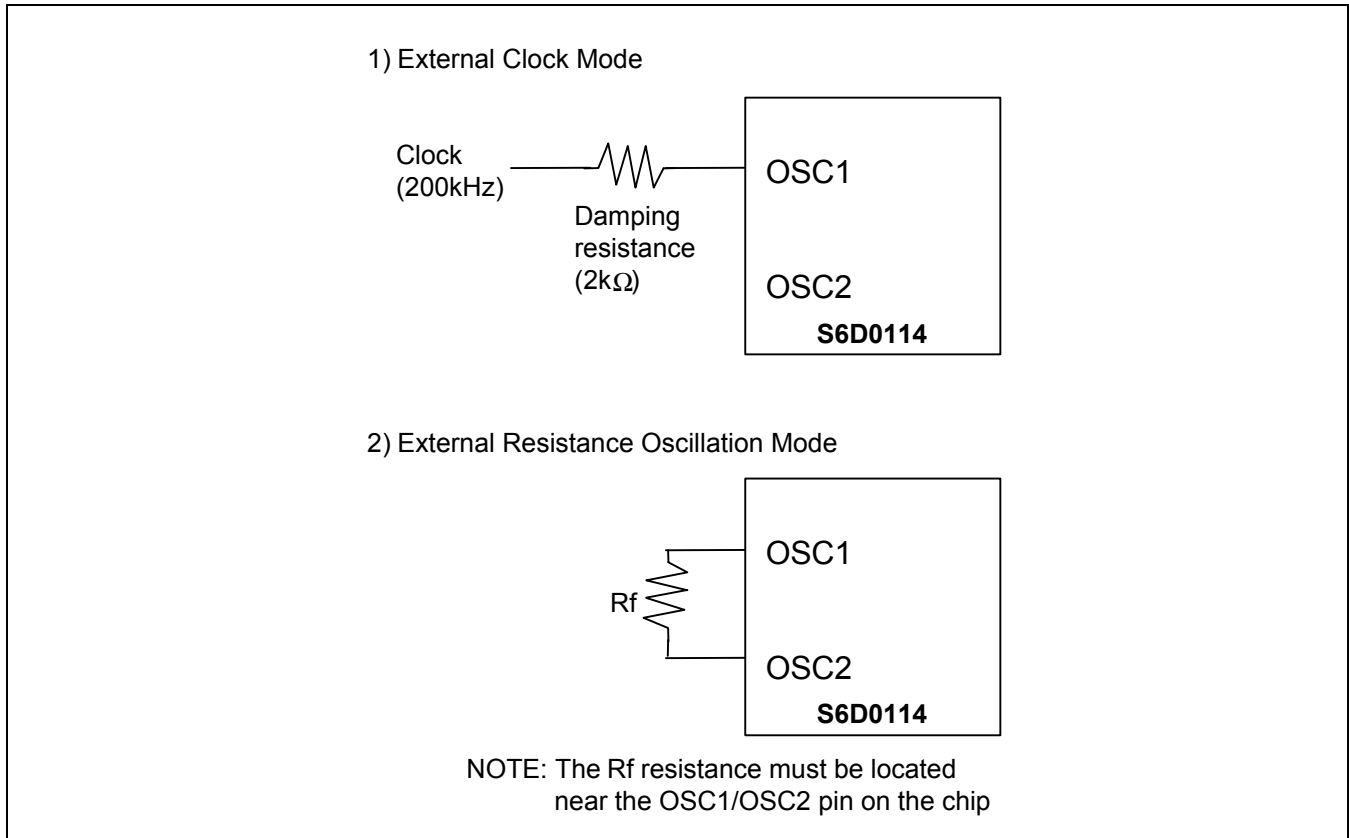 1) External Clock Mode
Clock
(200kHz)
Damping
resistance
(2kΩ)
OSC1
OSC2
S6D0114
2) External Resistance Oscillation Mode
Rf
OSC1
OSC2
S6D0114
NOTE: The Rf resistance must be located
near the OSC1/OSC2 pin on the chip